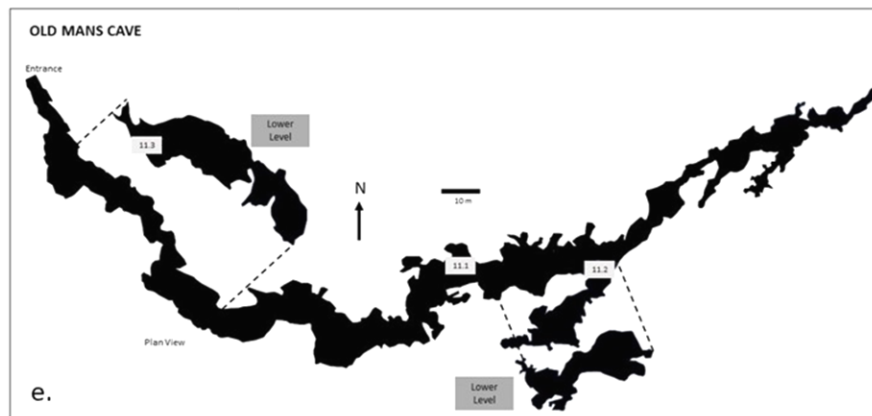 OLD MANS CAVE
Entrance
Lower
Level
11.3
N
10 m
11.1
11.2
Plan View
Lower
Level
e.